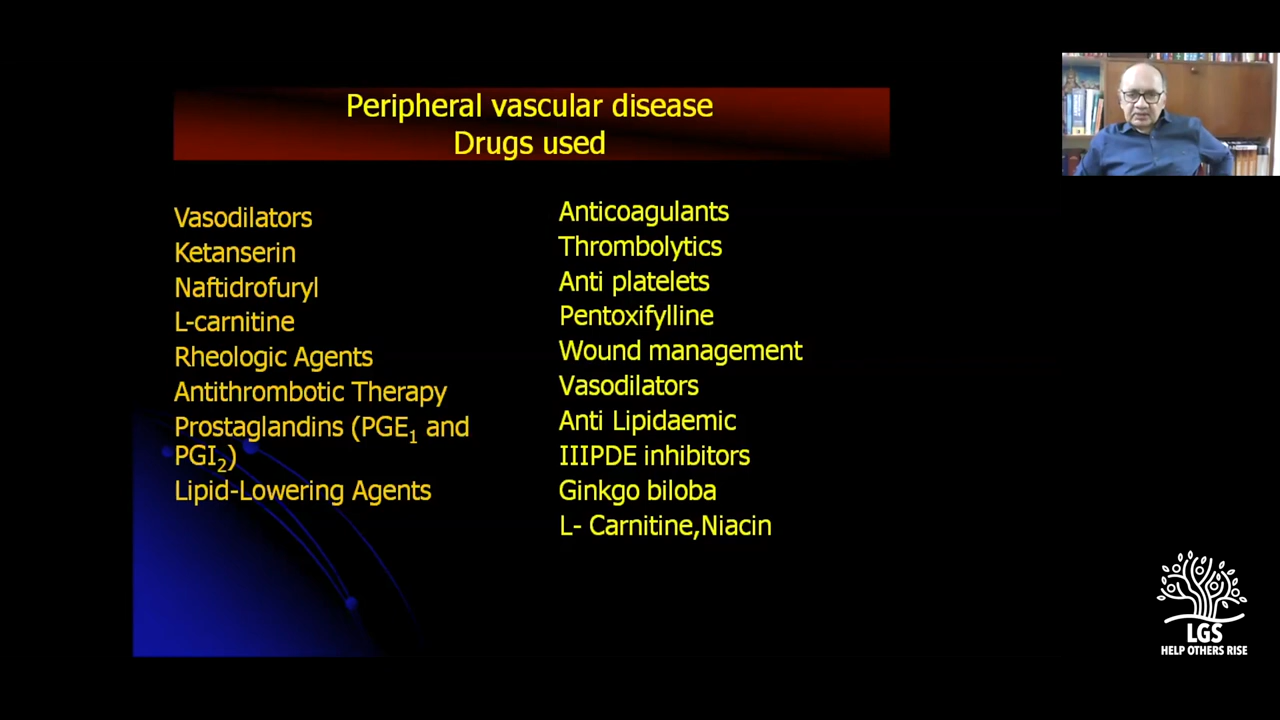 Peripheral vascular disease
Drugs used
Vasodilators
Ketanserin
Naftidrofuryl
L-carnitine
Rheologic Agents
Antithrombotic Therapy
Prostaglandins (PGE₁ and
PGI₂)
Lipid-Lowering Agents
Anticoagulants
Thrombolytics
Anti platelets
Pentoxifylline
Wound management
Vasodilators
Anti Lipidaemic
IIIPDE inhibitors
Ginkgo biloba
L- Carnitine,Niacin
LGS
HELP OTHERS RISE